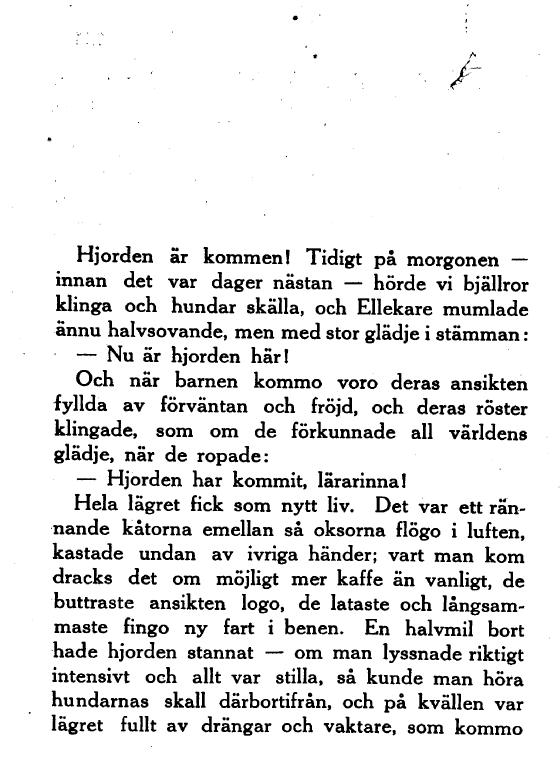 Hjorden är kommen! Tidigt på morgonen —
innan det var dager nästan — hörde vi bjällror
klinga och hundar skälla, och Ellekare mumlade
ännu halvsovande, men med stor glädje i stämman:
— Nu är hjorden här!
Och när barnen kommo voro deras ansikten
fyllda av förväntan och fröjd, och deras röster
klingade, som om de förkunnade all världens
glädje, när de ropade:
— Hjorden har kommit, lärarinna!
Hela lägret fick som nytt liv. Det var ett rän-
nande kåtorna emellan så oksorna flögo i luften,
kastade undan av ivriga händer; vart man kom
dracks det om möjligt mer kaffe än vanligt, de
buttraste ansikten logo, de lataste och långsam-
maste fingo ny fart i benen. En halvmil bort
hade hjorden stannat — om man lyssnade riktigt
intensivt och allt var stilla, så kunde man höra
hundarnas skall därbortifrån, och på kvällen var
lägret fullt av drängar och vaktare, som kommo